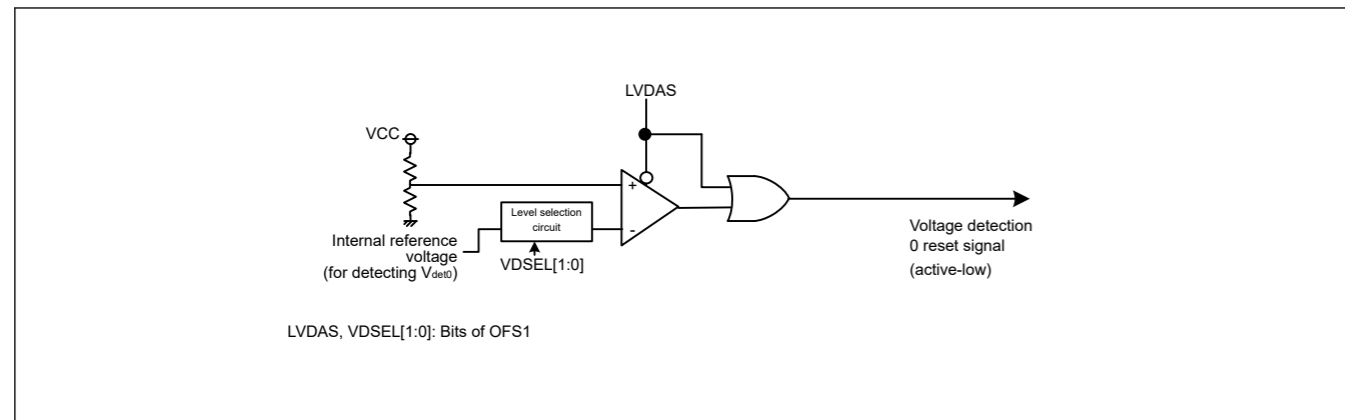 LVDAS
VCC
+
Level selection
circuit
-
Internal reference
voltage
(for detecting Vdet0)
VDSEL[1:0]
Voltage detection
0 reset signal
(active-low)
LVDAS, VDSEL[1:0]: Bits of OFS1